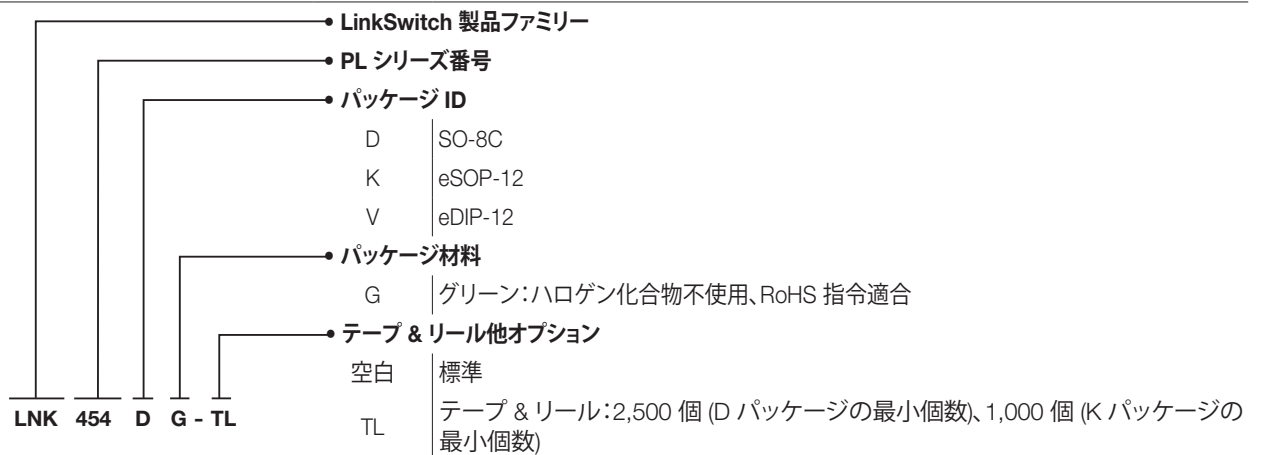 • LinkSwitch 製品ファミリー
• PL シリーズ番号
• パッケージ ID
D SO-8C
K eSOP-12
V eDIP-12
• パッケージ材料
G グリーン：ハロゲン化合物不使用、RoHS 指令適合
• テープ & リール他オプション
空白 標準
TL テープ & リール：2,500 個 (D パッケージの最小個数)、1,000 個 (K パッケージの
最小個数)
LNK 454 D G - TL